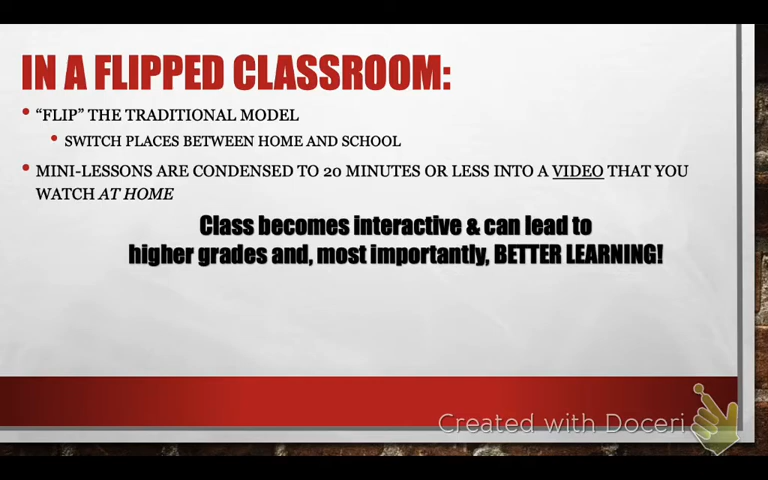 IN A FLIPPED CLASSROOM:
• “FLIP” THE TRADITIONAL MODEL
• SWITCH PLACES BETWEEN HOME AND SCHOOL
• MINI-LESSONS ARE CONDENSED TO 20 MINUTES OR LESS INTO A VIDEO THAT YOU
WATCH AT HOME
Class becomes interactive & can lead to
higher grades and, most importantly, BETTER LEARNING!
Created with Doceri